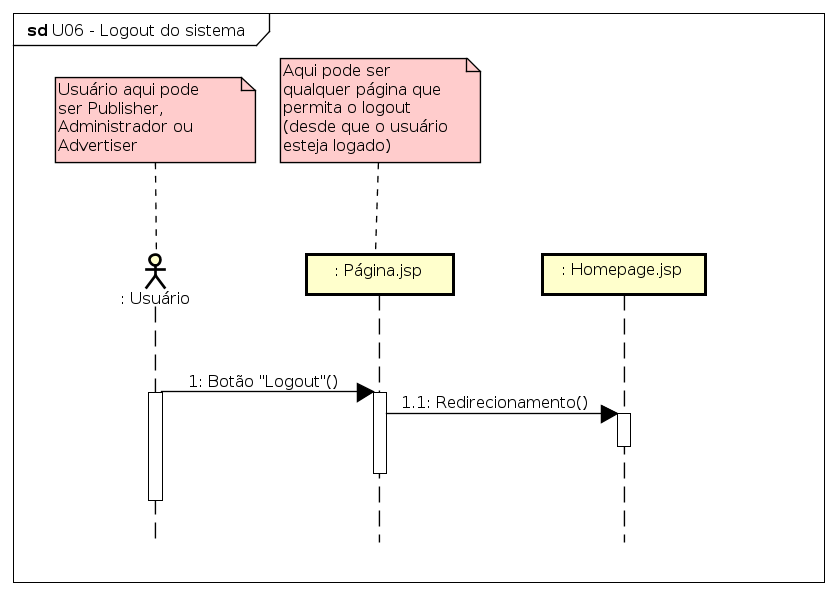 sd U06 - Logout do sistema
Usuário aqui pode
ser Publisher,
Administrador ou
Advertiser
Aqui pode ser
qualquer página que
permita o logout
(desde que o usuário
esteja logado)
: Usuário
: Página.jsp
: Homepage.jsp
1: Botão "Logout"()
1.1: Redirecionamento()